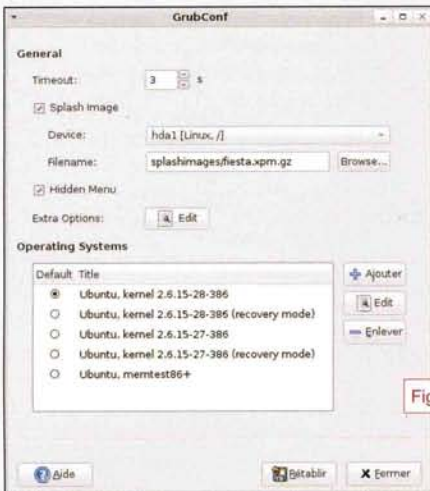 GrubConf
General
Timeout: 3 s
Splash Image
Device: hda1 [Linux, /]
Filename: splashimages/fiesta.xpm.gz Browse...
Hidden Menu
Extra Options: Edit
Operating Systems
Default Title
Ubuntu, kernel 2.6.15-28-386
Ubuntu, kernel 2.6.15-28-386 (recovery mode)
Ubuntu, kernel 2.6.15-27-386
Ubuntu, kernel 2.6.15-27-386 (recovery mode)
Ubuntu, memtest86+
Ajouter
Edit
Enlever
Fig
Aide
Rétablir
Fermer